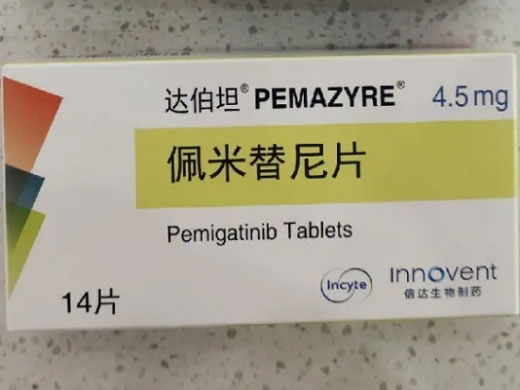 达伯坦® PEMAZYRE® 4.5mg
佩米替尼片
Pemigatinib Tablets
Incyte
Innovent
信达生物制药
14片